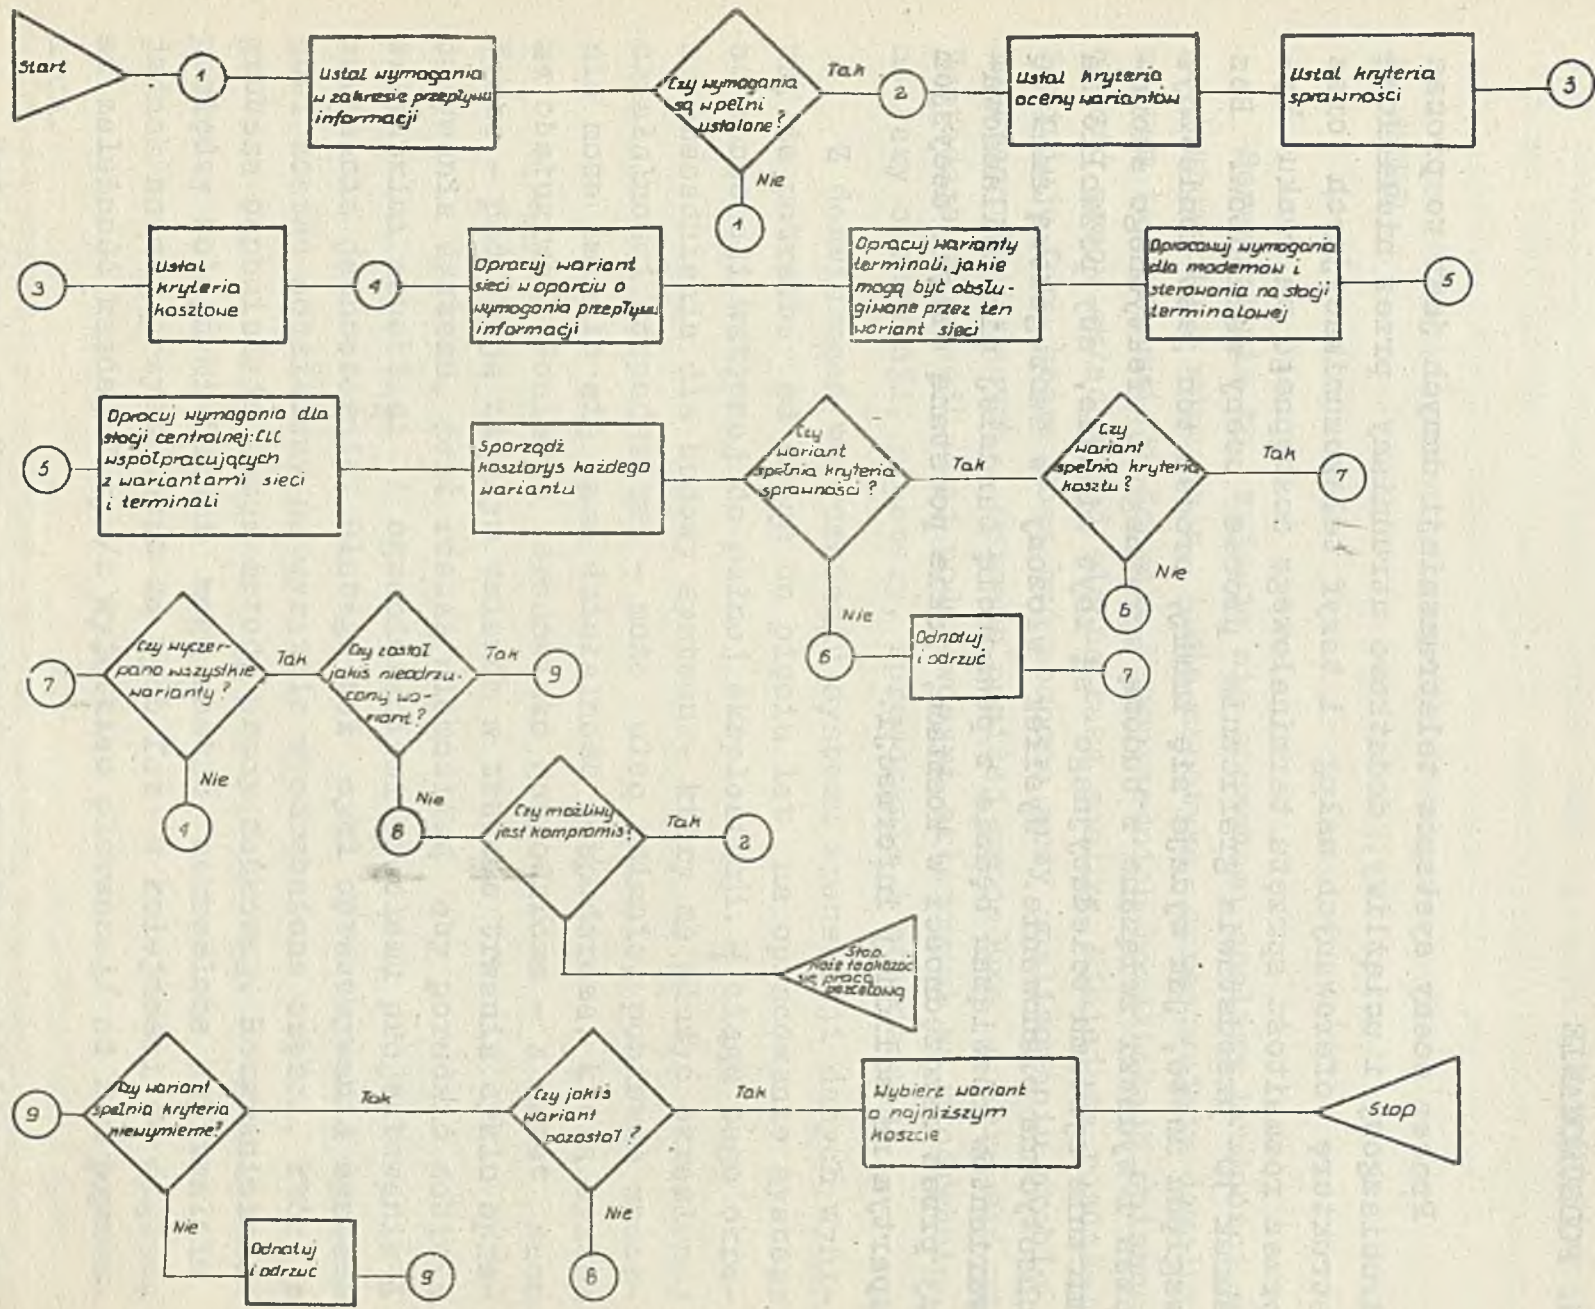 Start
1
Ustal wymagania
w zakresie przepływu
informacji
Czy wymagania
są w pełni
ustalone?
Tak
Nie
1
2
Ustal kryteria
oceny wariantów
Ustal kryteria
sprawności
3
3
Ustal
kryteria
kosztowe
4
Opracuj wariant
sieci w oparciu o
wymagania przepływu
informacji
Opracuj warianty
terminali, jakie
mogą być obsłu-
giwane przez ten
wariant sieci
Opracowuj wymagania
dla modemów i
sterowania na stacji
terminalowej
5
5
Opracuj wymagania dla
stacji centralnej: CLC
współpracujących
z wariantami sieci
i terminali
Sporządź
kosztorys każdego
wariantu
Czy
wariant
spełnia kryteria
sprawności?
Tak
Nie
6
Odnotuj
i odrzuć
7
Czy
wariant
spełnia kryteria
kosztu?
Tak
7
Nie
6
7
Czy wyczer-
pano wszystkie
warianty?
Tak
Nie
4
Czy został
jakiś nieodrzu-
cony wa-
riant?
Tak
9
Nie
8
Czy możliwy
jest kompromis?
Tak
2
Stop.
Może to okazać
się pracą
bezcelową
9
Czy wariant
spełnia kryteria
niewymierne?
Tak
Nie
Odnotuj
i odrzuć
9
Czy jakiś
wariant
pozostał?
Tak
Nie
8
Wybierz wariant
o najniższym
koszcie
Stop